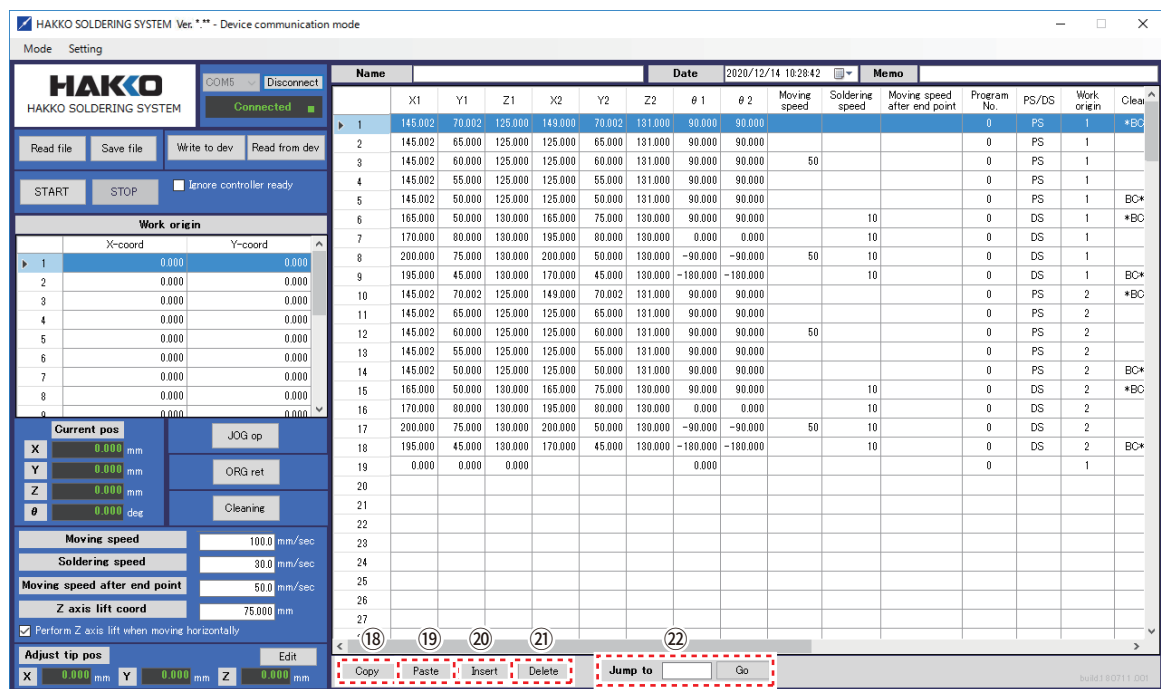 HAKKO SOLDERING SYSTEM Ver. *.** - Device communication mode
Mode Setting
HAKKO
HAKKO SOLDERING SYSTEM
COM5 Disconnect
Connected
Read file Save file Write to dev Read from dev
START STOP Ignore controller ready
Work origin
X-coord Y-coord
1 0.000 0.000
2 0.000 0.000
3 0.000 0.000
4 0.000 0.000
5 0.000 0.000
6 0.000 0.000
7 0.000 0.000
8 0.000 0.000
9 0.000 0.000
Current pos
X 0.000 mm
Y 0.000 mm
Z 0.000 mm
θ 0.000 deg
JOG op
ORG ret
Cleaning
Moving speed 100.0 mm/sec
Soldering speed 30.0 mm/sec
Moving speed after end point 50.0 mm/sec
Z axis lift coord 75.000 mm
Perform Z axis lift when moving horizontally
Adjust tip pos Edit
X 0.000 mm Y 0.000 mm Z 0.000 mm
Name Date 2020/12/14 10:28:42 Memo
X1 Y1 Z1 X2 Y2 Z2 θ 1 θ 2 Moving speed Soldering speed Moving speed after end point Program No. PS/DS Work origin Clea
1 145.002 70.002 125.000 149.000 70.002 131.000 90.000 90.000 0 PS 1 *BC
2 145.002 65.000 125.000 125.000 65.000 131.000 90.000 90.000 0 PS 1
3 145.002 60.000 125.000 125.000 60.000 131.000 90.000 90.000 50 0 PS 1
4 145.002 55.000 125.000 125.000 55.000 131.000 90.000 90.000 0 PS 1
5 145.002 50.000 125.000 125.000 50.000 131.000 90.000 90.000 0 PS 1 BC*
6 165.000 50.000 130.000 165.000 75.000 130.000 90.000 90.000 10 0 DS 1 *BC
7 170.000 80.000 130.000 195.000 80.000 130.000 0.000 0.000 10 0 DS 1
8 200.000 75.000 130.000 200.000 50.000 130.000 -90.000 -90.000 50 10 0 DS 1
9 195.000 45.000 130.000 170.000 45.000 130.000 -180.000 -180.000 10 0 DS 1 BC*
10 145.002 70.002 125.000 149.000 70.002 131.000 90.000 90.000 0 PS 2 *BC
11 145.002 65.000 125.000 125.000 65.000 131.000 90.000 90.000 0 PS 2
12 145.002 60.000 125.000 125.000 60.000 131.000 90.000 90.000 50 0 PS 2
13 145.002 55.000 125.000 125.000 55.000 131.000 90.000 90.000 0 PS 2
14 145.002 50.000 125.000 125.000 50.000 131.000 90.000 90.000 0 PS 2 BC*
15 165.000 50.000 130.000 165.000 75.000 130.000 90.000 90.000 10 0 DS 2 *BC
16 170.000 80.000 130.000 195.000 80.000 130.000 0.000 0.000 10 0 DS 2
17 200.000 75.000 130.000 200.000 50.000 130.000 -90.000 -90.000 50 10 0 DS 2
18 195.000 45.000 130.000 170.000 45.000 130.000 -180.000 -180.000 10 0 DS 2 BC*
19 0.000 0.000 0.000 0.000 0 1
20
21
22
23
24
25
26
27
⑱ ⑲ ⑳ ㉑ ㉒
Copy Paste Insert Delete Jump to Go